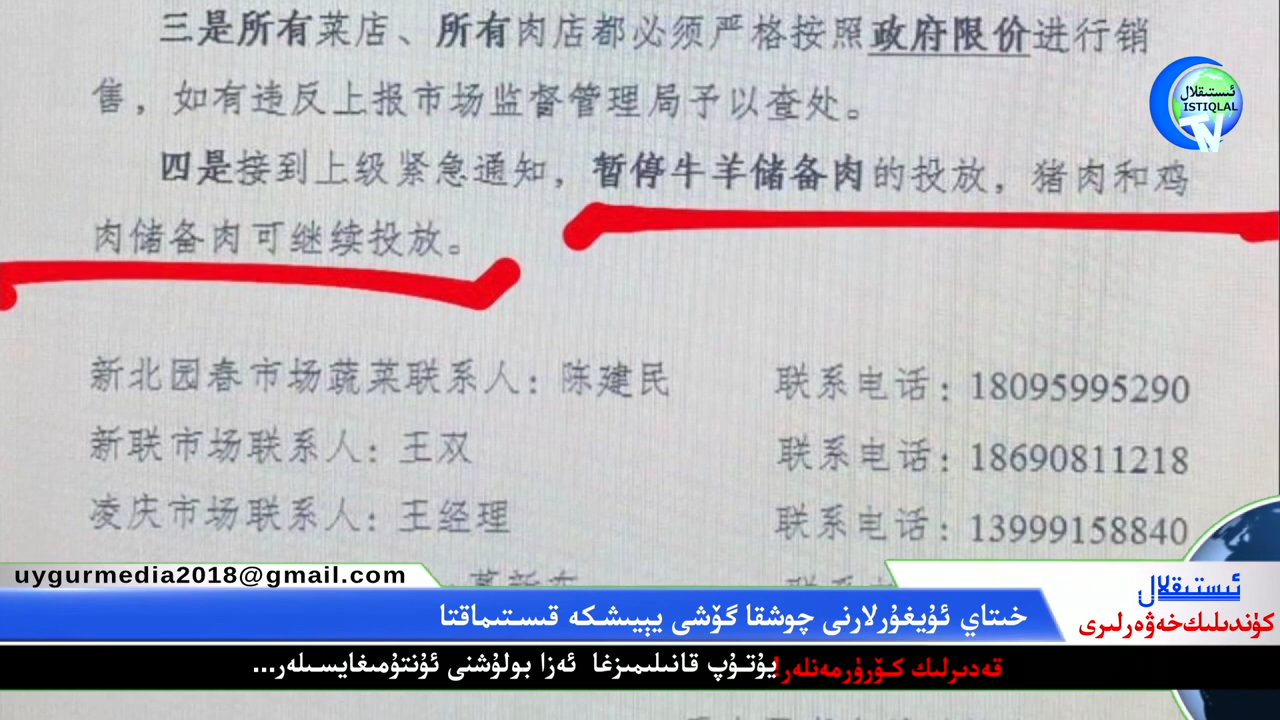 三是所有菜店、所有肉店都必须严格按照政府限价进行销
售，如有违反上报市场监督管理局予以查处。
四是接到上级紧急通知，暂停牛羊储备肉的投放，猪肉和鸡
肉储备肉可继续投放。
新北园春市场蔬菜联系人：陈建民 联系电话：18095995290
新联市场联系人：王双 联系电话：18690811218
凌庆市场联系人：王经理 联系电话：13999158840
ئىستىقلال
ISTIQLAL
TV
uygurmedia2018@gmail.com
خىتاي ئۇيغۇرلارنى چوشقا گۆشى يېيىشكە قىستىماقتا
ئىستىقلال
كۈندىلىك خەۋەرلىرى
قەدىرلىك كۆرۈرمەنلەر! يۇتۇپ قانىلىمىزغا ئەزا بولۇشنى ئۇنتۇمىغايسىلەر...